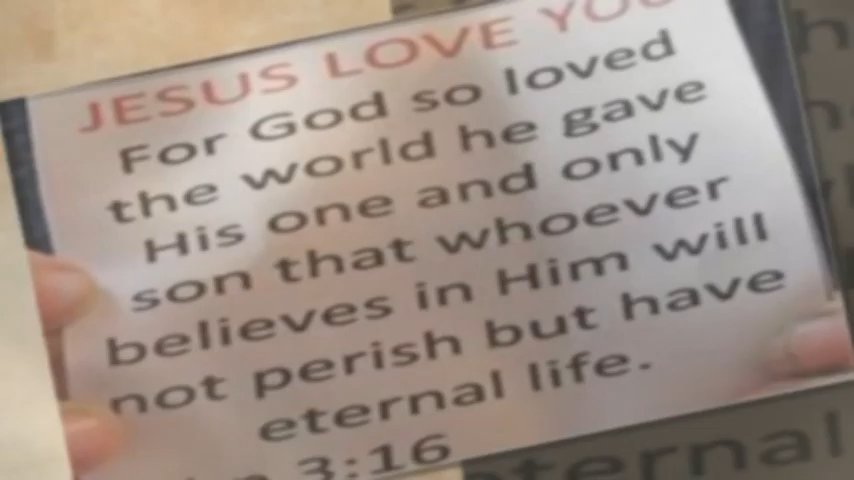 JESUS LOVE YOU
For God so loved
the world he gave
His one and only
son that whoever
believes in Him will
not perish but have
eternal life.
3:16
eternal